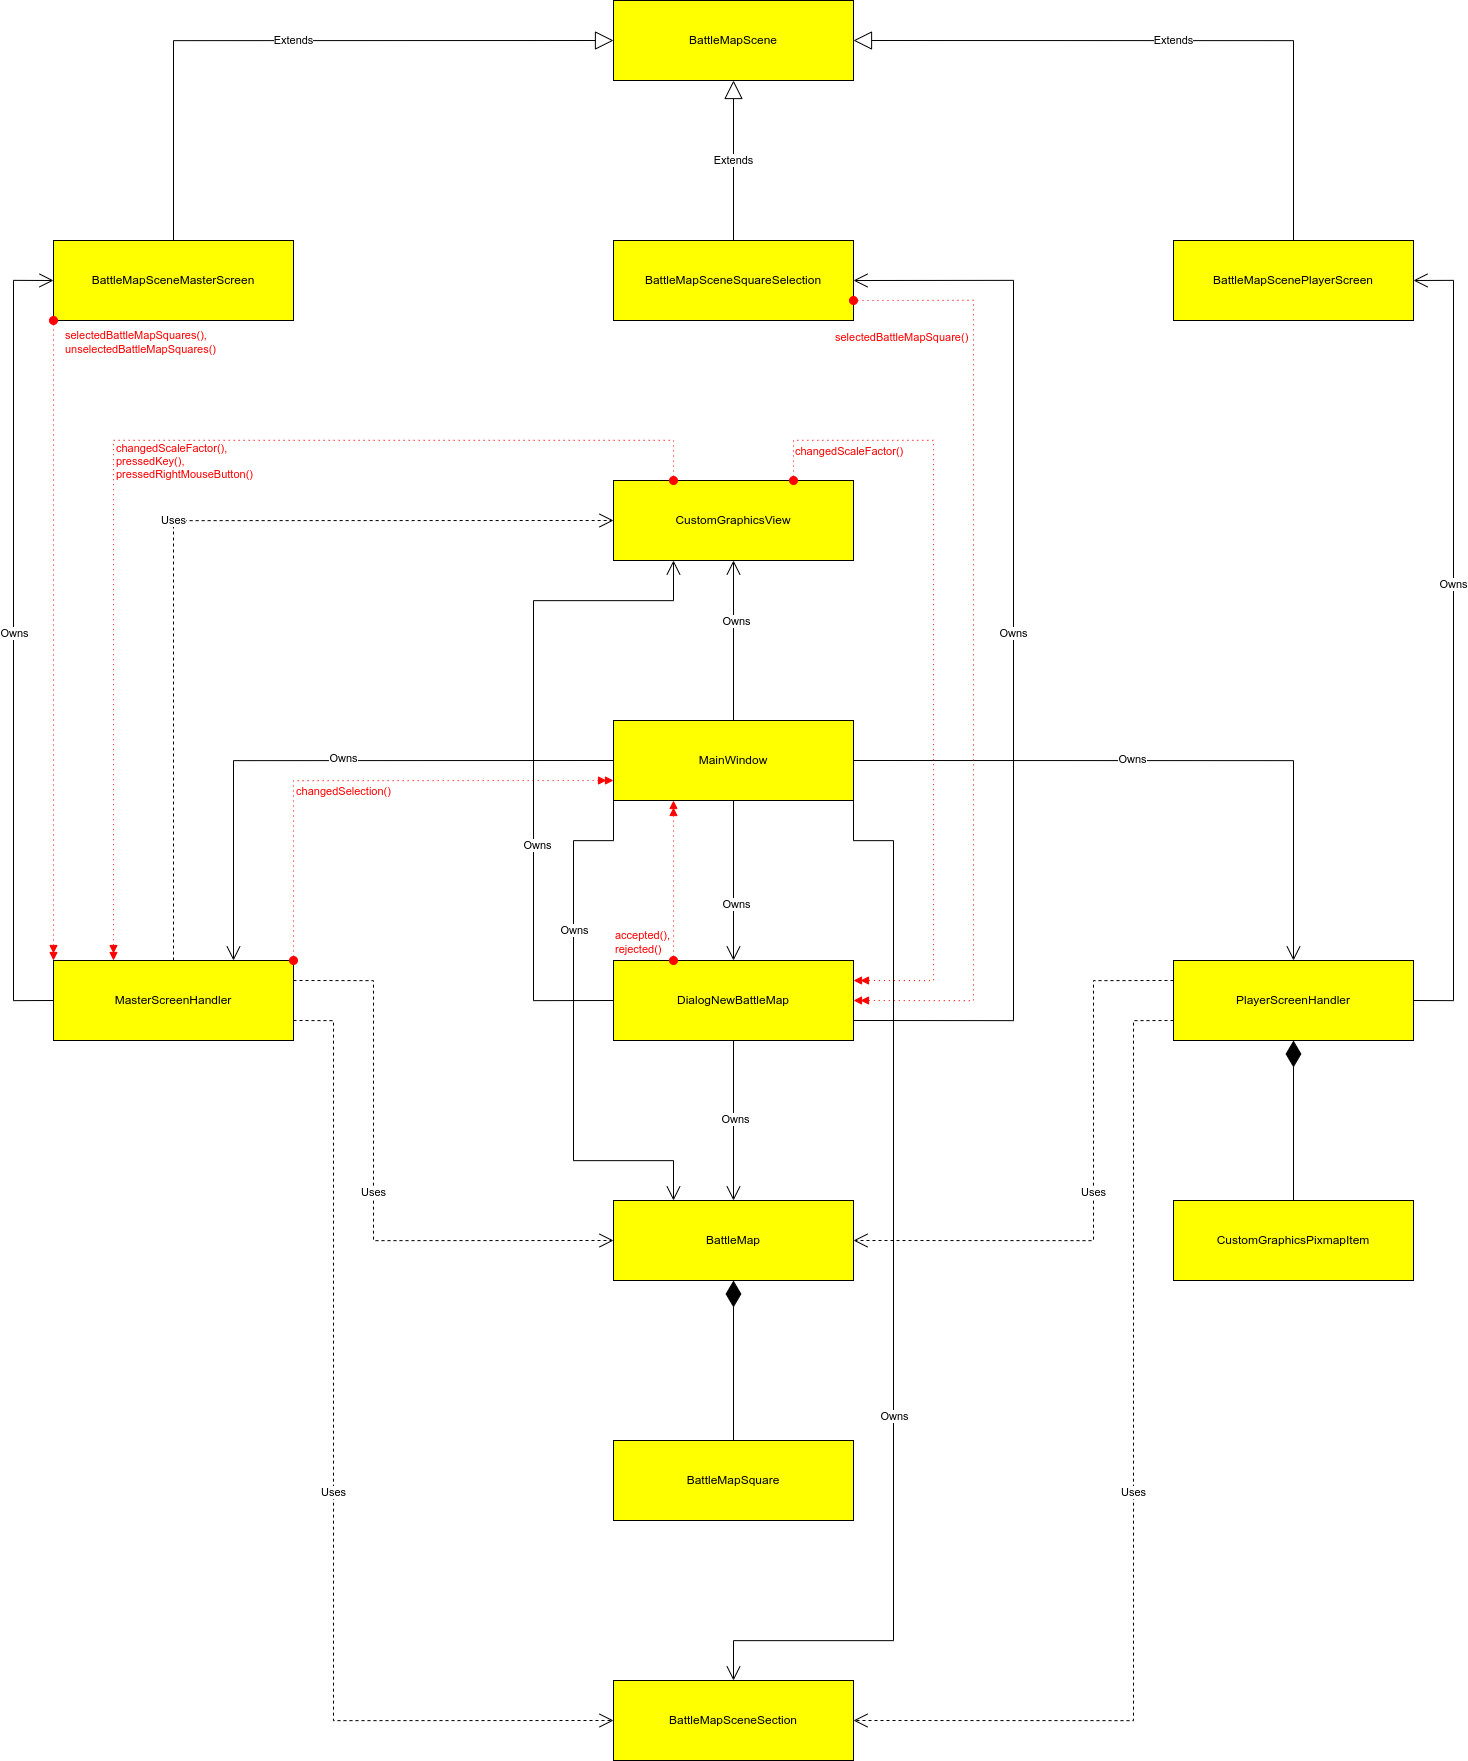 BattleMapScene
Extends
Extends
Extends
BattleMapSceneMasterScreen
BattleMapSceneSquareSelection
BattleMapScenePlayerScreen
selectedBattleMapSquares(),
unselectedBattleMapSquares()
selectedBattleMapSquare()
changedScaleFactor(),
pressedKey(),
pressedRightMouseButton()
changedScaleFactor()
Uses
CustomGraphicsView
Owns
Owns
Owns
Owns
MainWindow
Owns
Owns
changedSelection()
Owns
Owns
Owns
accepted(),
rejected()
MasterScreenHandler
DialogNewBattleMap
PlayerScreenHandler
Owns
Uses
Uses
BattleMap
CustomGraphicsPixmapItem
Owns
BattleMapSquare
Uses
Uses
BattleMapSceneSection